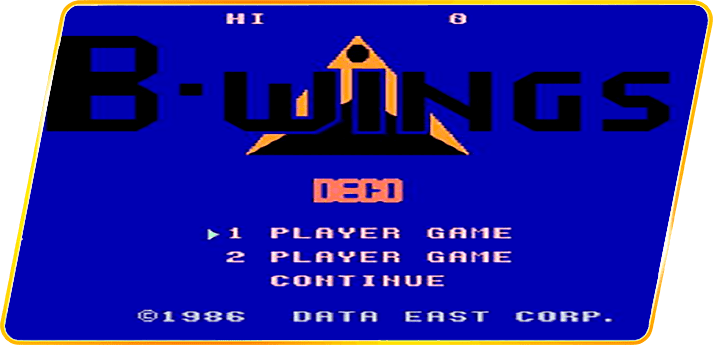 HI 0
B-WINGS
DECO
1 PLAYER GAME
2 PLAYER GAME
CONTINUE
©1986 DATA EAST CORP.